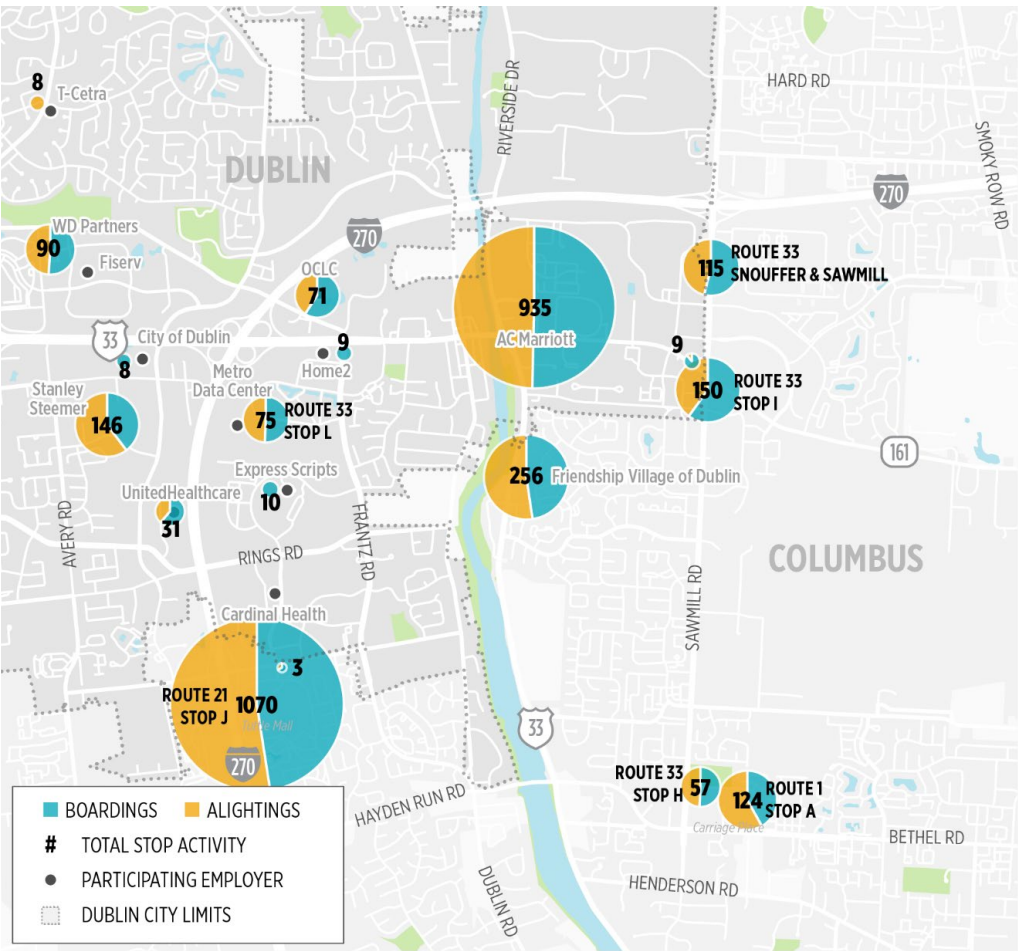 HARD RD
SMOKY ROW RD
RIVERSIDE DR
8
T-Cetra
DUBLIN
270
WD Partners
90
Fiserv
270
OCLC
71
935
AC Marriott
115
ROUTE 33
SNOUFFER & SAWMILL
33
City of Dublin
8
9
Home2
Metro
Data Center
9
150
ROUTE 33
STOP I
Stanley
Steemer
146
75
ROUTE 33
STOP L
161
Express Scripts
10
256
Friendship Village of Dublin
UnitedHealthcare
31
AVERY RD
RINGS RD
FRANTZ RD
COLUMBUS
SAWMILL RD
Cardinal Health
3
ROUTE 21
STOP J
1070
Mall
270
33
ROUTE 33
STOP H
57
124
ROUTE 1
STOP A
Carriage Place
BETHEL RD
HAYDEN RUN RD
HENDERSON RD
DUBLIN RD
BOARDINGS
ALIGHTINGS
# TOTAL STOP ACTIVITY
PARTICIPATING EMPLOYER
DUBLIN CITY LIMITS